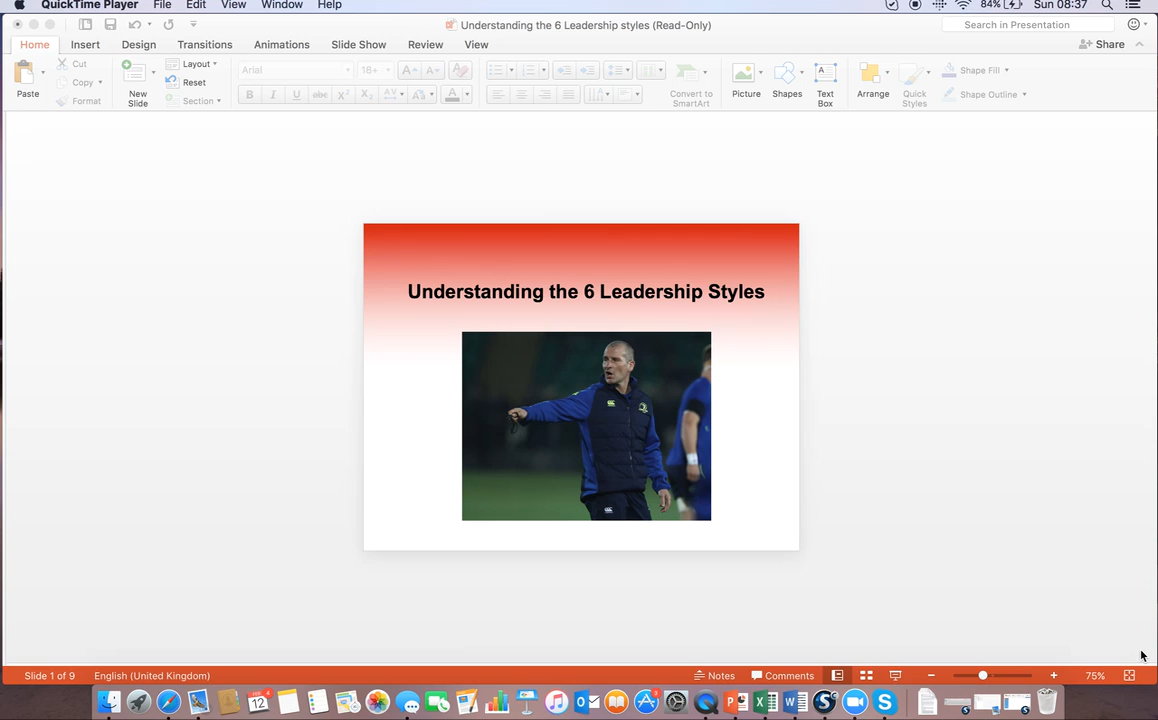 QuickTime Player File Edit View Window Help 84% Sun 08:37
Understanding the 6 Leadership styles (Read-Only) Search in Presentation
Home Insert Design Transitions Animations Slide Show Review View Share
Paste Cut Copy Format
New Slide Layout Reset Section
Arial 18+
Convert to SmartArt
Picture Shapes Text Box Arrange Quick Styles
Shape Fill
Shape Outline
Understanding the 6 Leadership Styles
Slide 1 of 9 English (United Kingdom) Notes Comments 75%